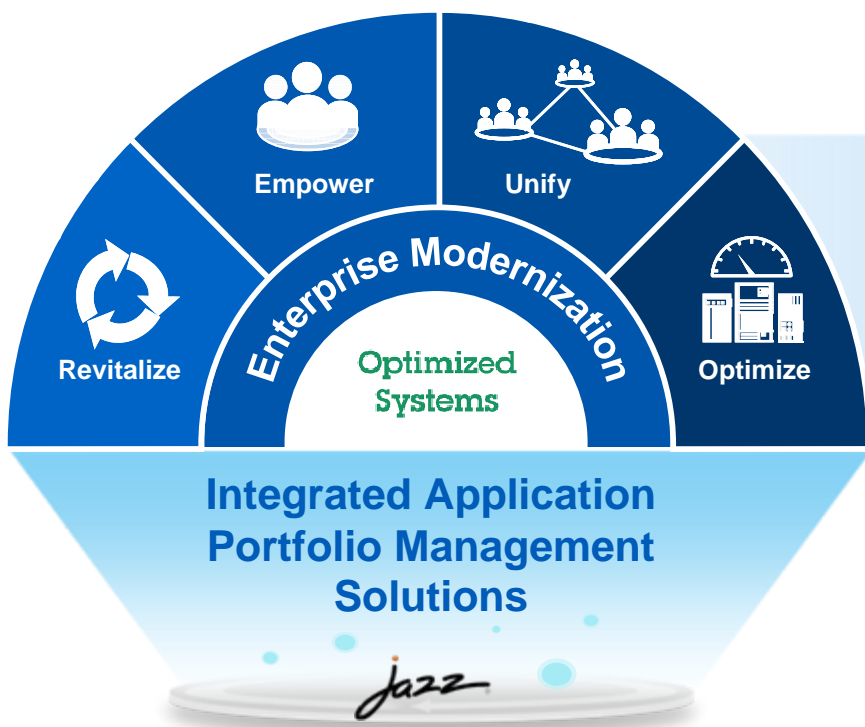 Empower
Unify
Revitalize
Optimize
Enterprise Modernization
Optimized
Systems
Integrated Application
Portfolio Management
Solutions
jazz